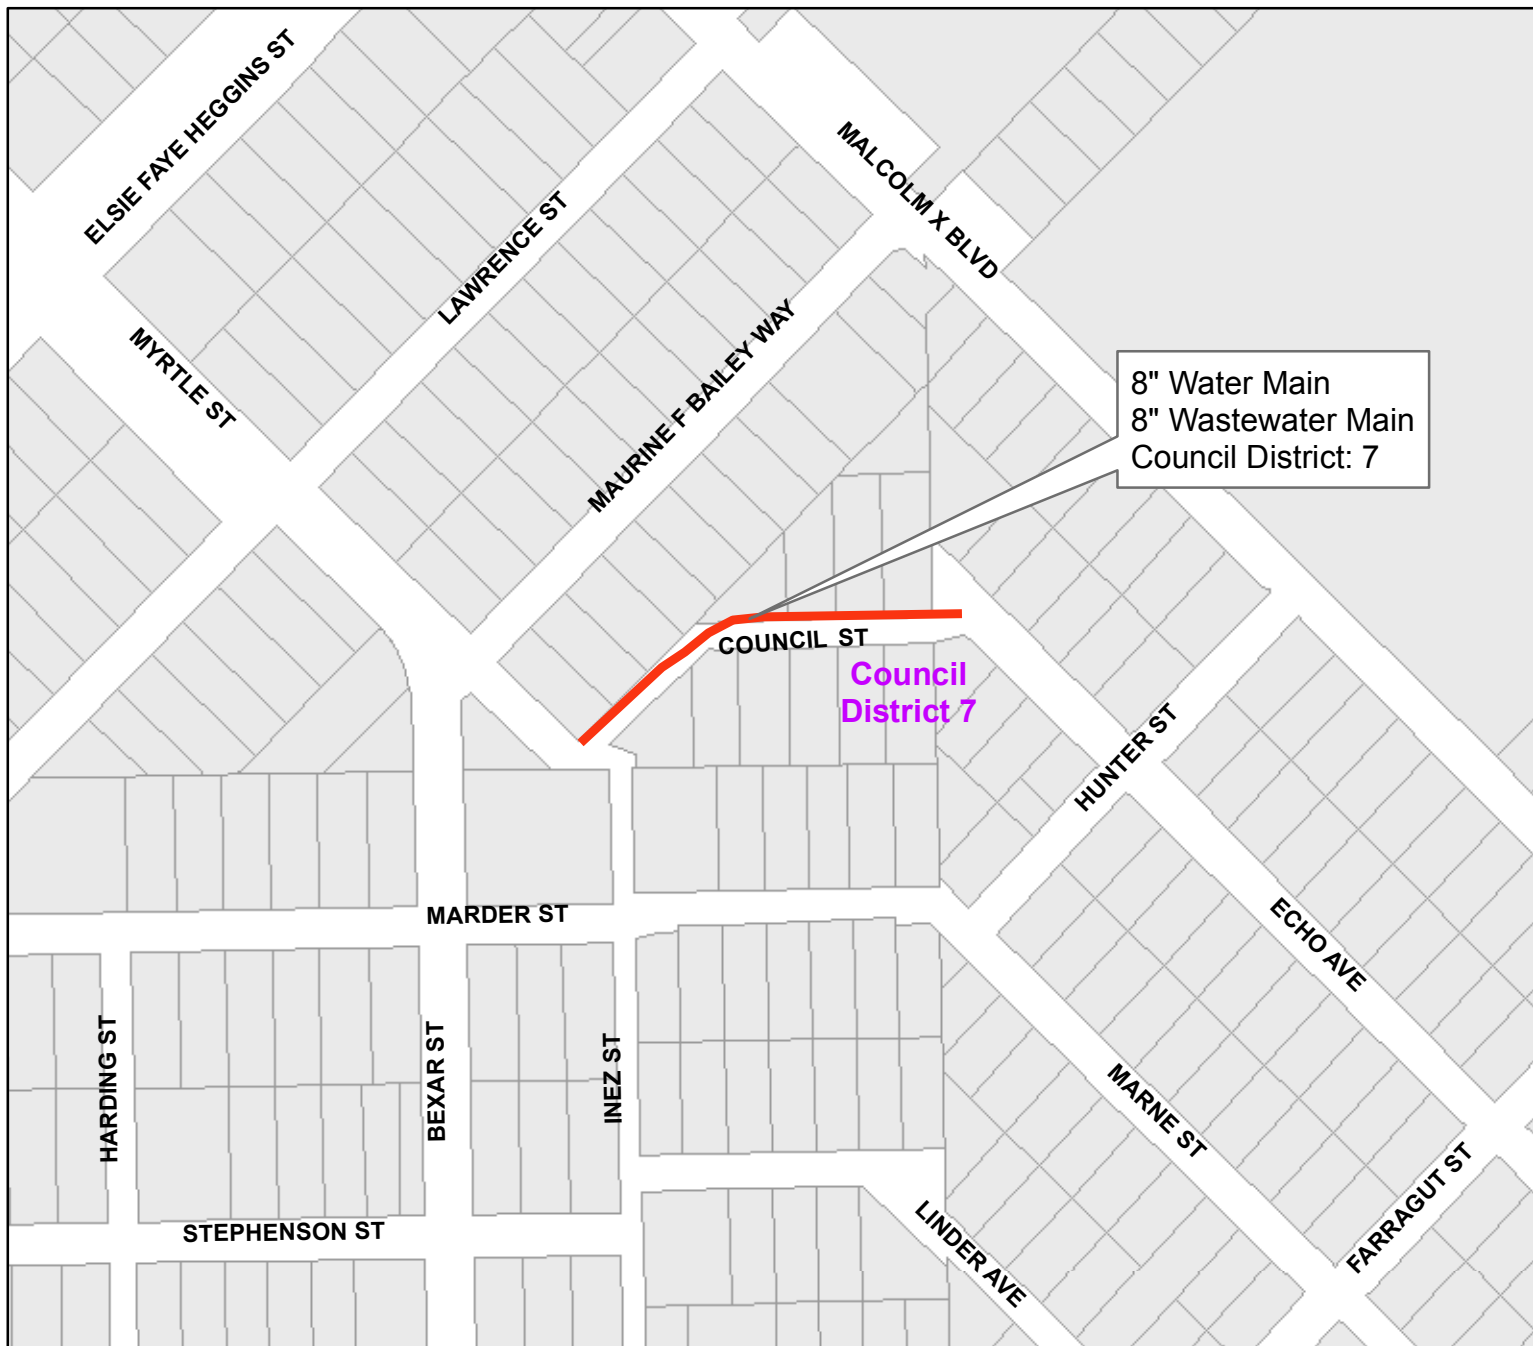 ELSIE FAYE HEGGINS ST
MALCOLM X BLVD
LAWRENCE ST
MYRTLE ST
MAURINE F BAILEY WAY
8" Water Main
8" Wastewater Main
Council District: 7
COUNCIL ST
Council
District 7
HUNTER ST
MARDER ST
ECHO AVE
HARDING ST
BEXAR ST
INEZ ST
MARNE ST
FARRAGUT ST
STEPHENSON ST
LINDER AVE